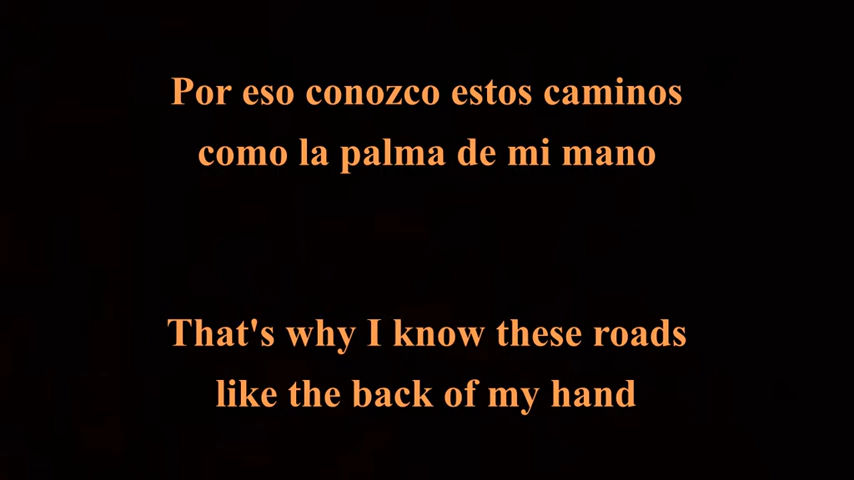 Por eso conozco estos caminos
como la palma de mi mano
That's why I know these roads
like the back of my hand